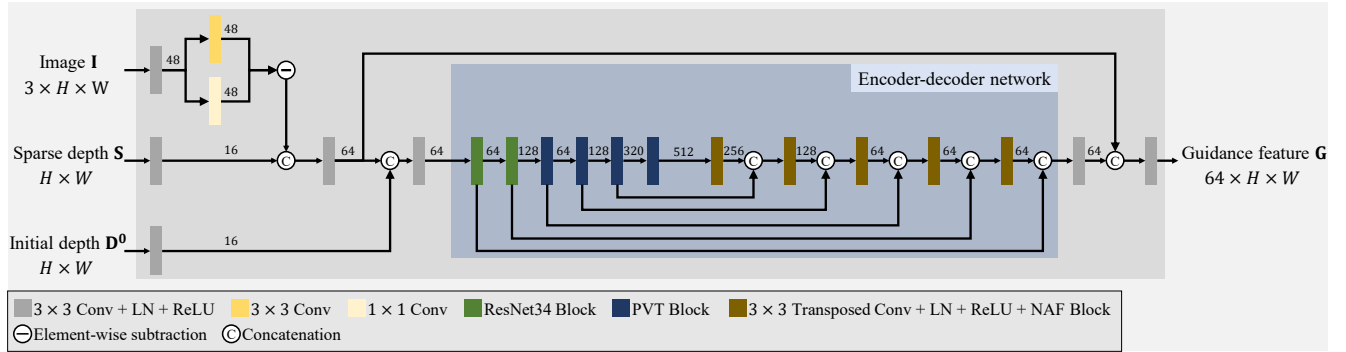 Image I
3 × H × W
48
48
48
Encoder-decoder network
Sparse depth S
H × W
16
C
64
C
64
64
128
64
128
320
512
256
C
128
C
64
C
64
C
64
C
64
C
Guidance feature G
64 × H × W
Initial depth D⁰
H × W
16
3 × 3 Conv + LN + ReLU
3 × 3 Conv
1 × 1 Conv
ResNet34 Block
PVT Block
3 × 3 Transposed Conv + LN + ReLU + NAF Block
Element-wise subtraction
C Concatenation